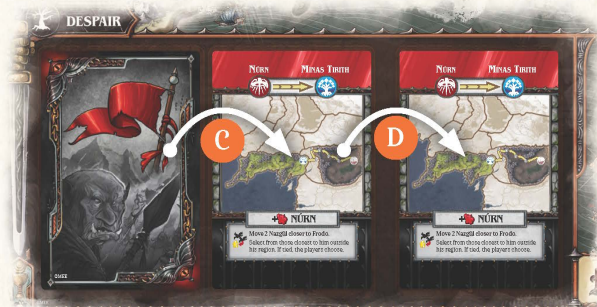 DESPAIR
NÚRN MINAS TIRITH
NÚRN MINAS TIRITH
C
D
+ NÚRN
+ NÚRN
Move 2 Nazgûl closer to Frodo.
Select from those closest to him outside
his region. If tied, the players choose.
Move 2 Nazgûl closer to Frodo.
Select from those closest to him outside
his region. If tied, the players choose.